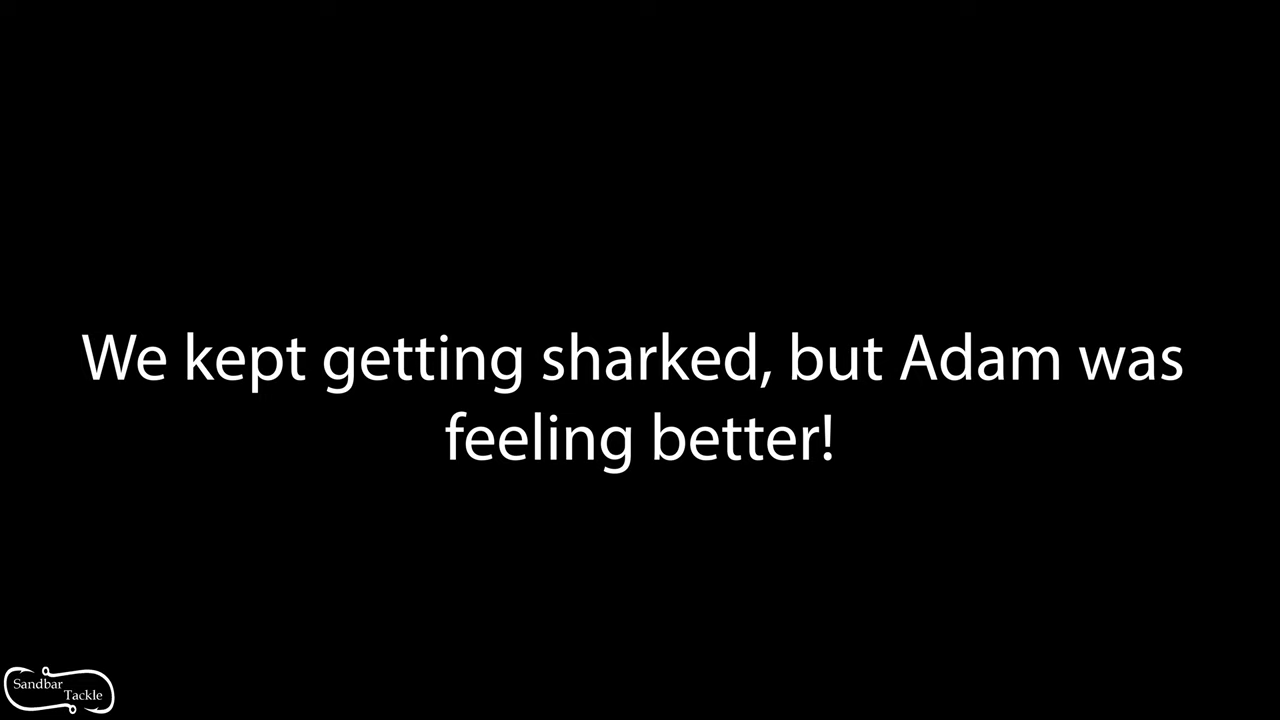 We kept getting sharked, but Adam was
feeling better!
Sandbar
Tackle